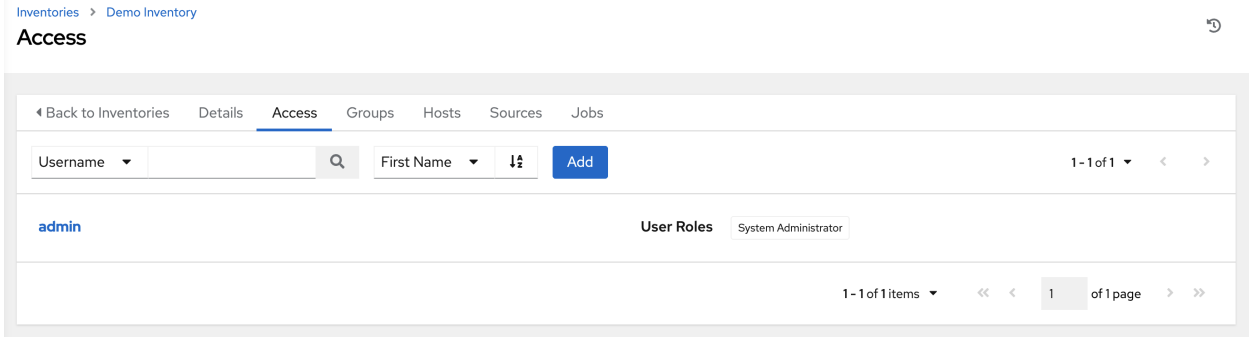 Inventories > Demo Inventory
Access
Back to Inventories Details Access Groups Hosts Sources Jobs
Username First Name Add 1 - 1 of 1
admin User Roles System Administrator
1 - 1 of 1 items 1 of 1 page